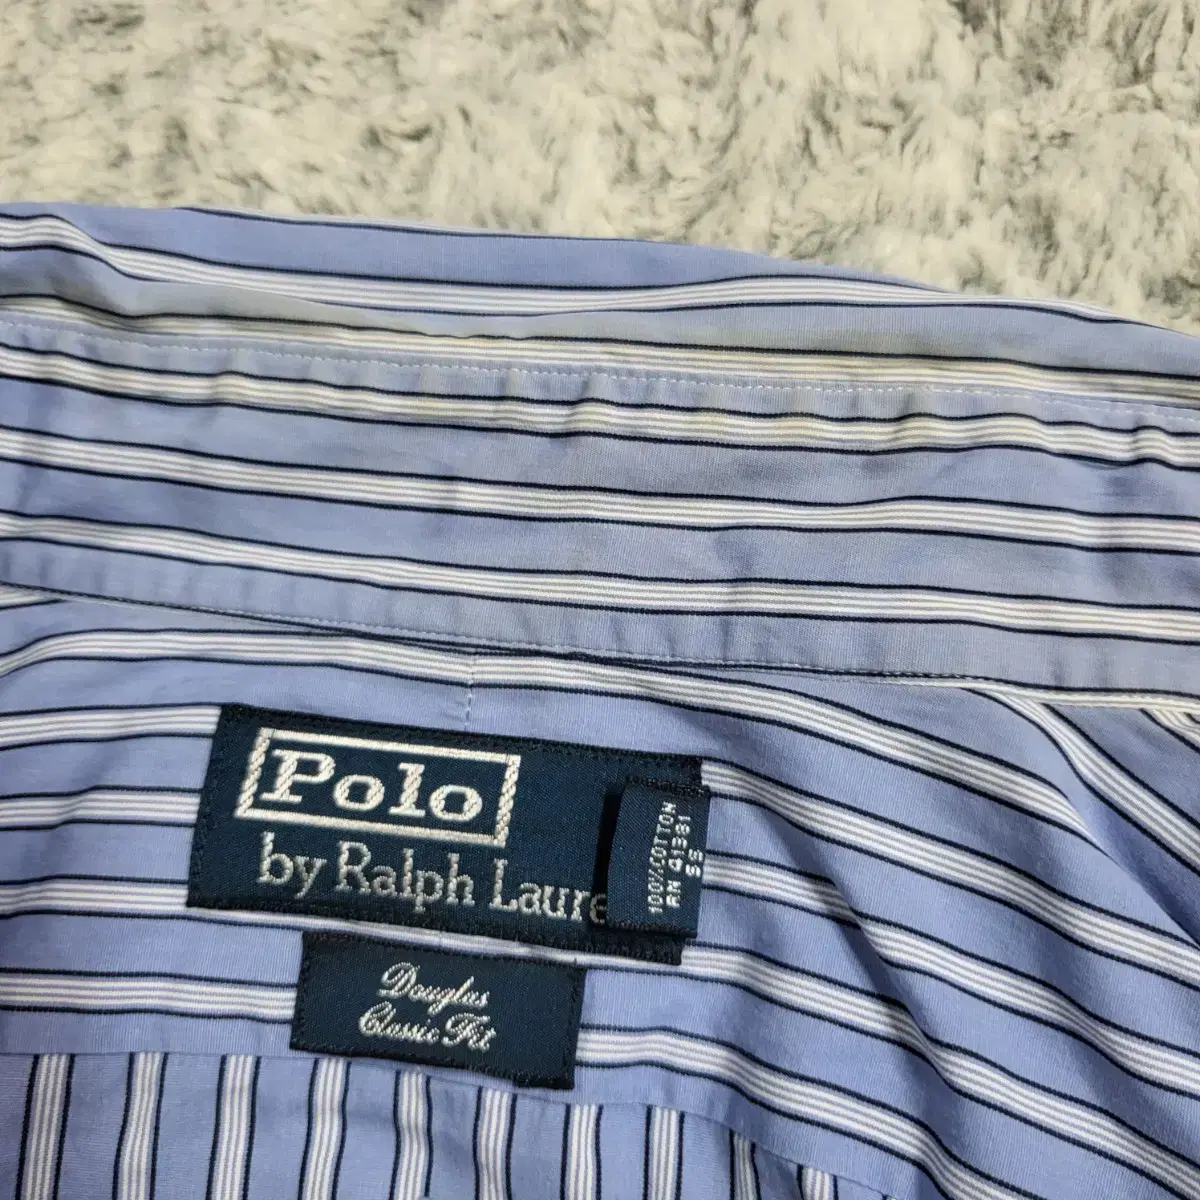 Polo
by Ralph Laure
100% COTTON
RN 41381
SS
Douglas
Classic Fit